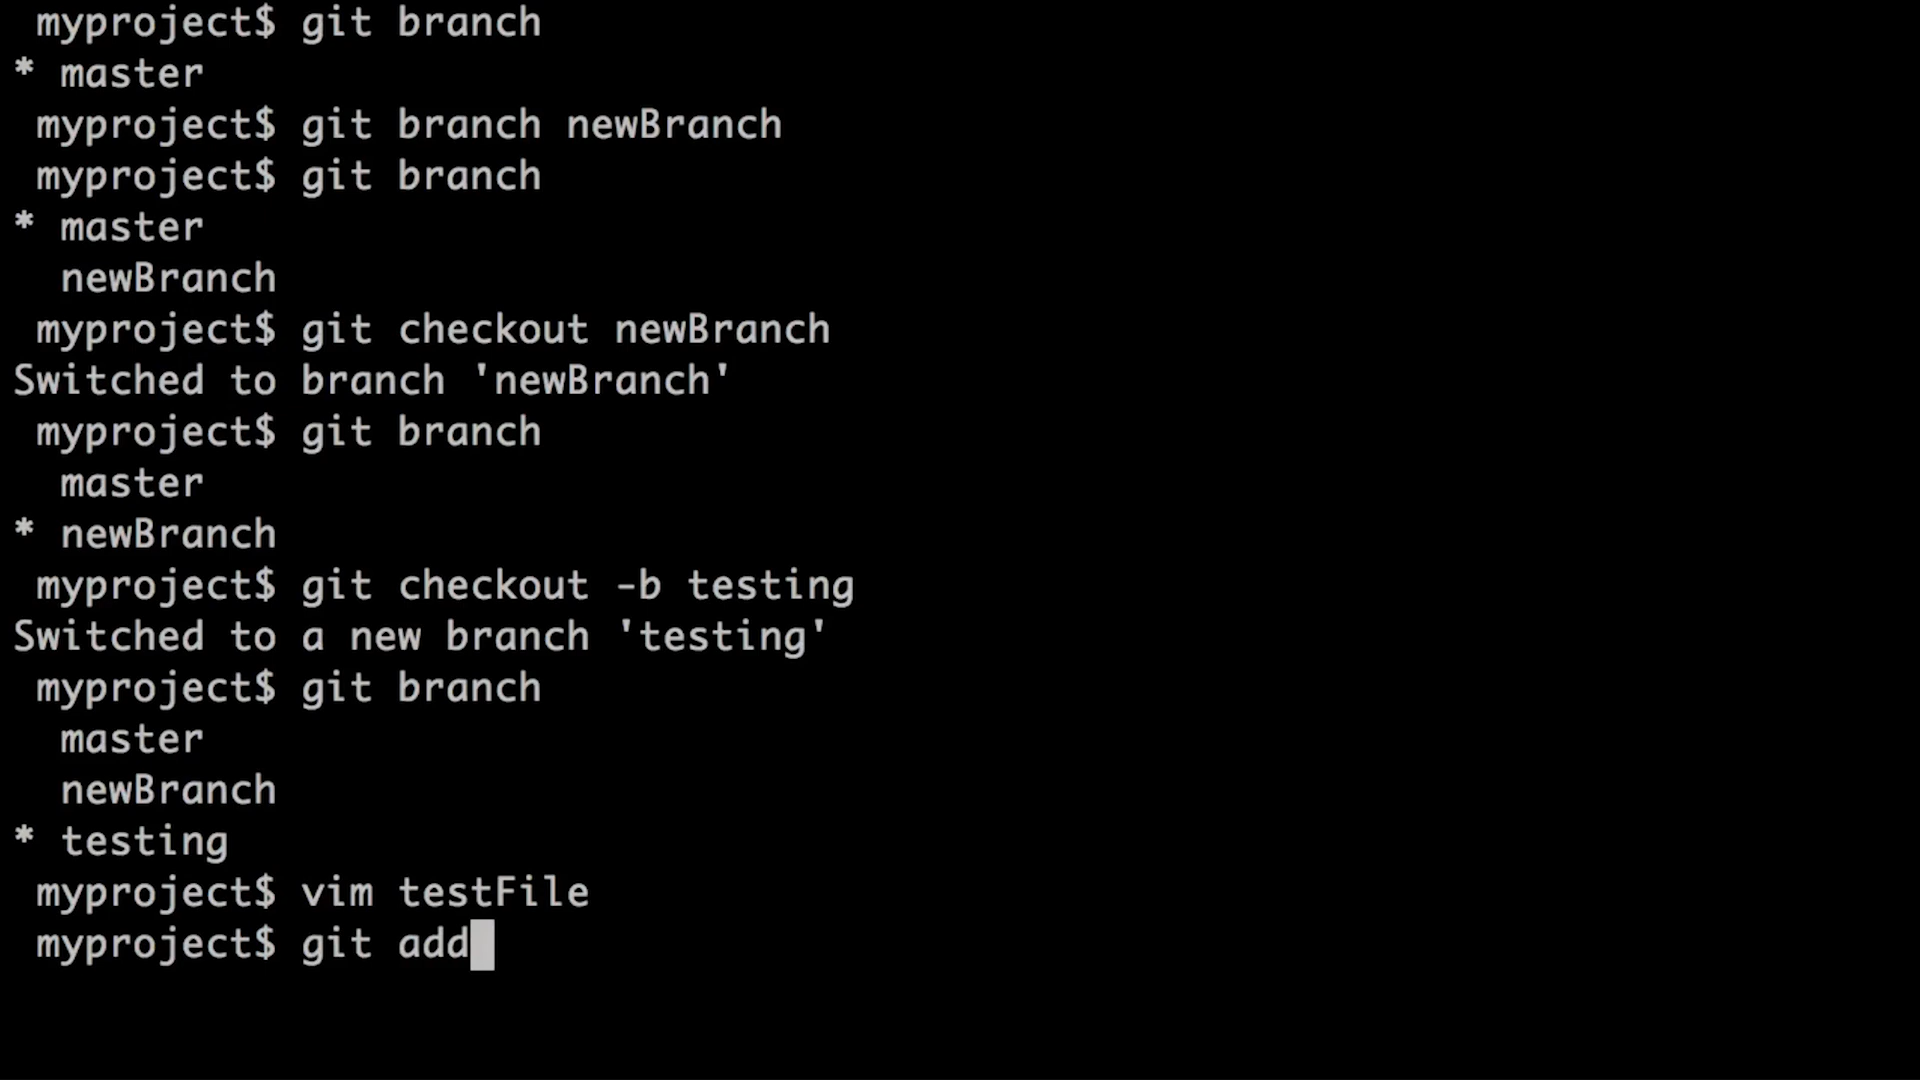 myproject$ git branch
* master
myproject$ git branch newBranch
myproject$ git branch
* master
newBranch
myproject$ git checkout newBranch
Switched to branch 'newBranch'
myproject$ git branch
master
* newBranch
myproject$ git checkout -b testing
Switched to a new branch 'testing'
myproject$ git branch
master
newBranch
* testing
myproject$ vim testFile
myproject$ git add